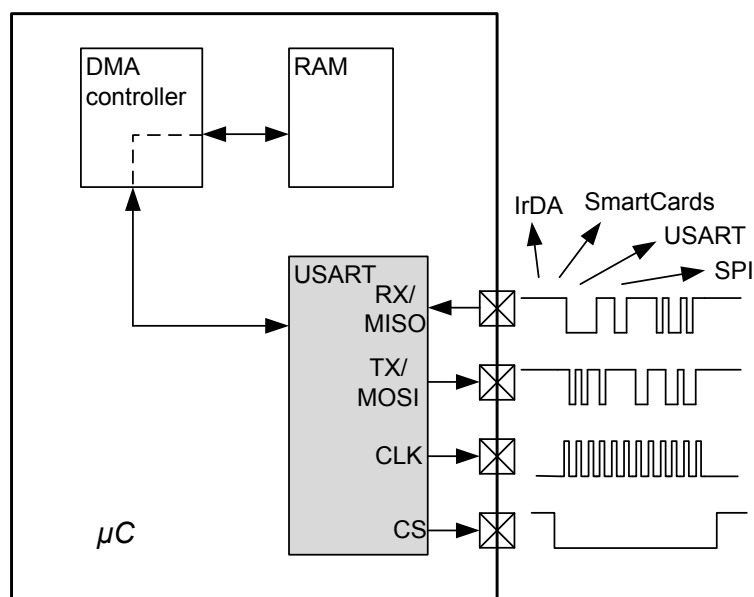 DMA
controller
RAM
IrDA
SmartCards
USART
SPI
USART
RX/
MISO
TX/
MOSI
CLK
CS
µC